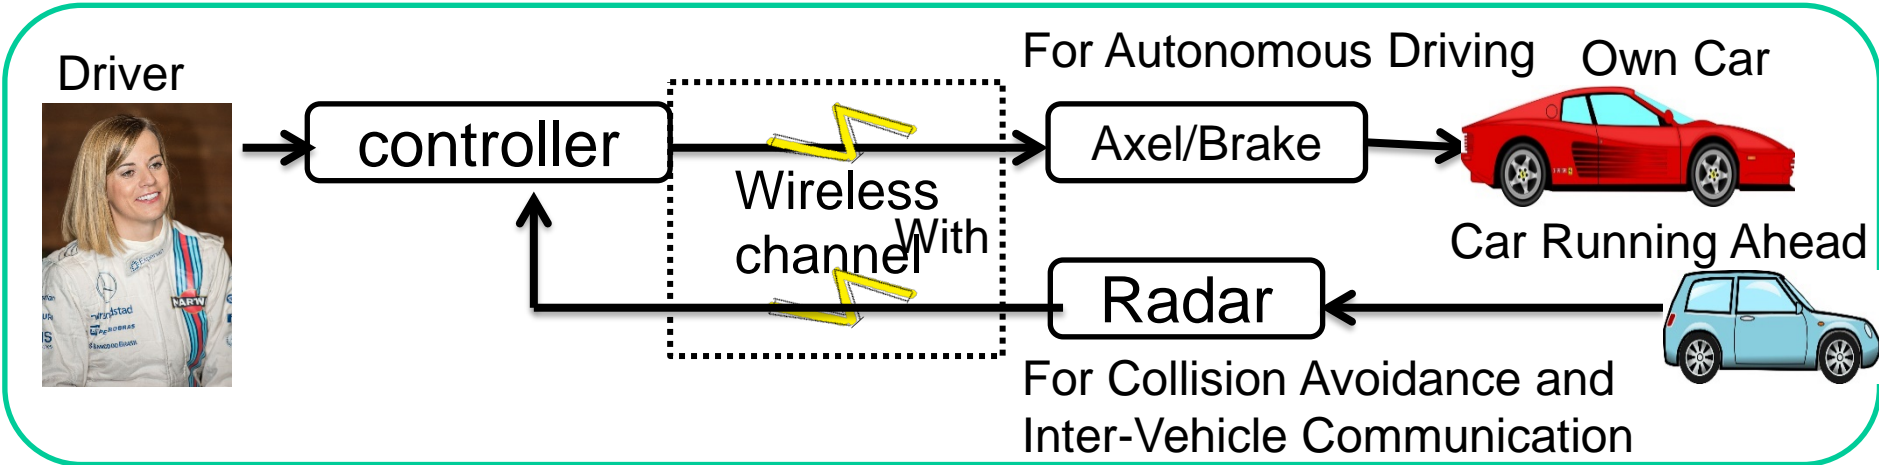 For Autonomous Driving
Own Car
Driver
controller
Axel/Brake
Wireless
channel
With
Car Running Ahead
Radar
For Collision Avoidance and
Inter-Vehicle Communication
randstad